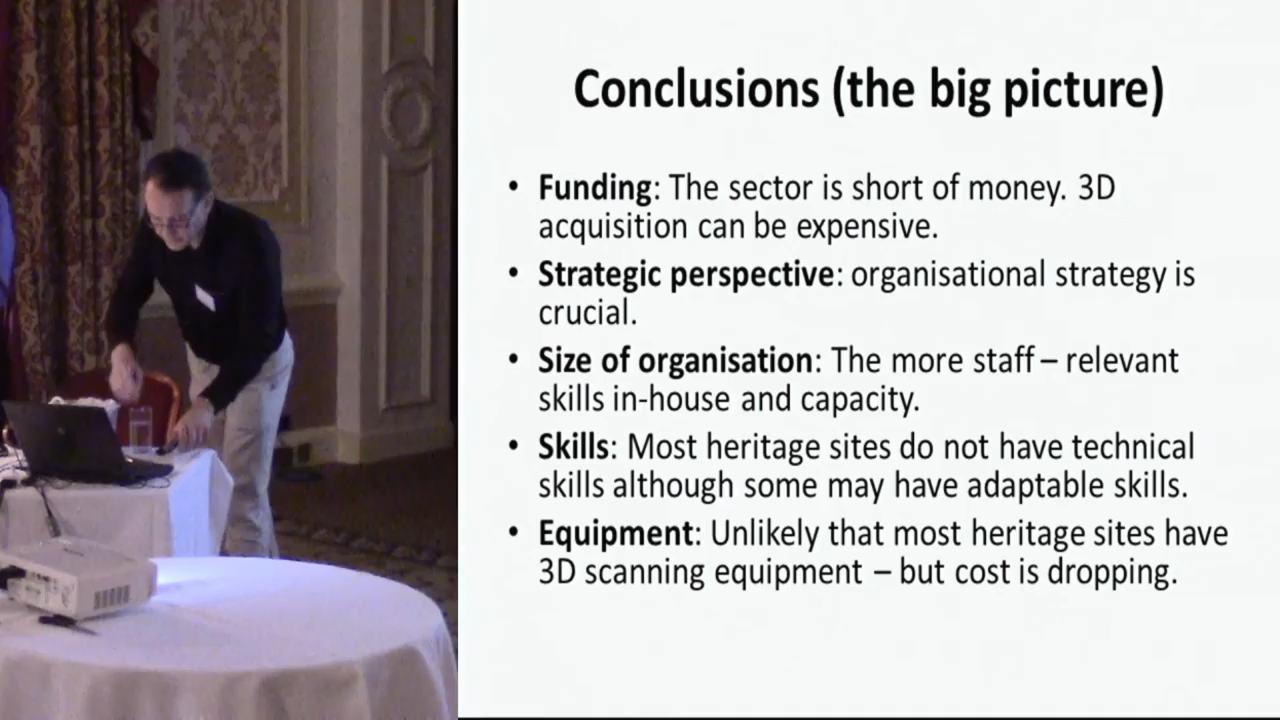 Conclusions (the big picture)
• Funding: The sector is short of money. 3D
acquisition can be expensive.
• Strategic perspective: organisational strategy is
crucial.
• Size of organisation: The more staff – relevant
skills in-house and capacity.
• Skills: Most heritage sites do not have technical
skills although some may have adaptable skills.
• Equipment: Unlikely that most heritage sites have
3D scanning equipment – but cost is dropping.